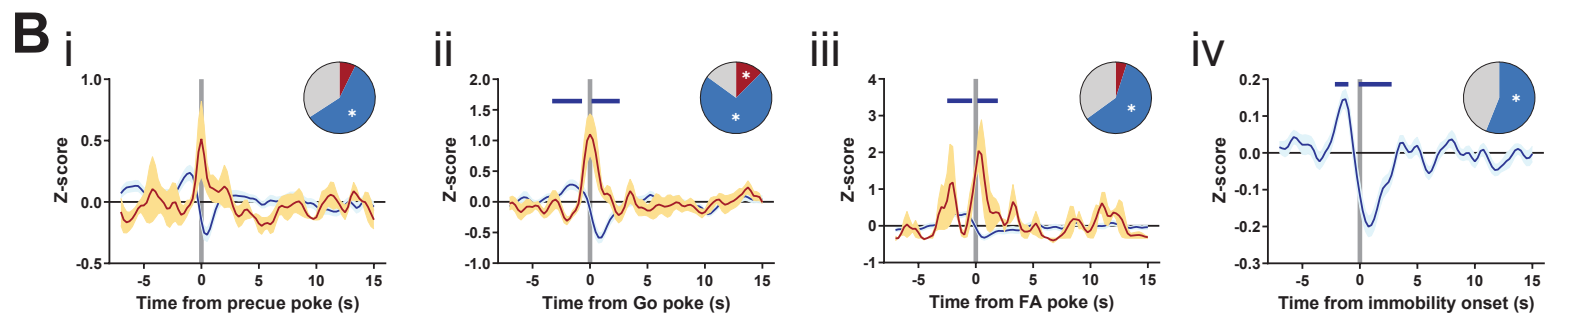 B
i
1.0
0.5
0.0
-0.5
Z-score
*
-5 0 5 10 15
Time from precue poke (s)
ii
2.0
1.5
1.0
0.5
0.0
-0.5
-1.0
Z-score
*
*
-5 0 5 10 15
Time from Go poke (s)
iii
4
3
2
1
0
-1
Z-score
*
-5 0 5 10 15
Time from FA poke (s)
iv
0.2
0.1
0.0
-0.1
-0.2
-0.3
Z-score
*
-5 0 5 10 15
Time from immobility onset (s)